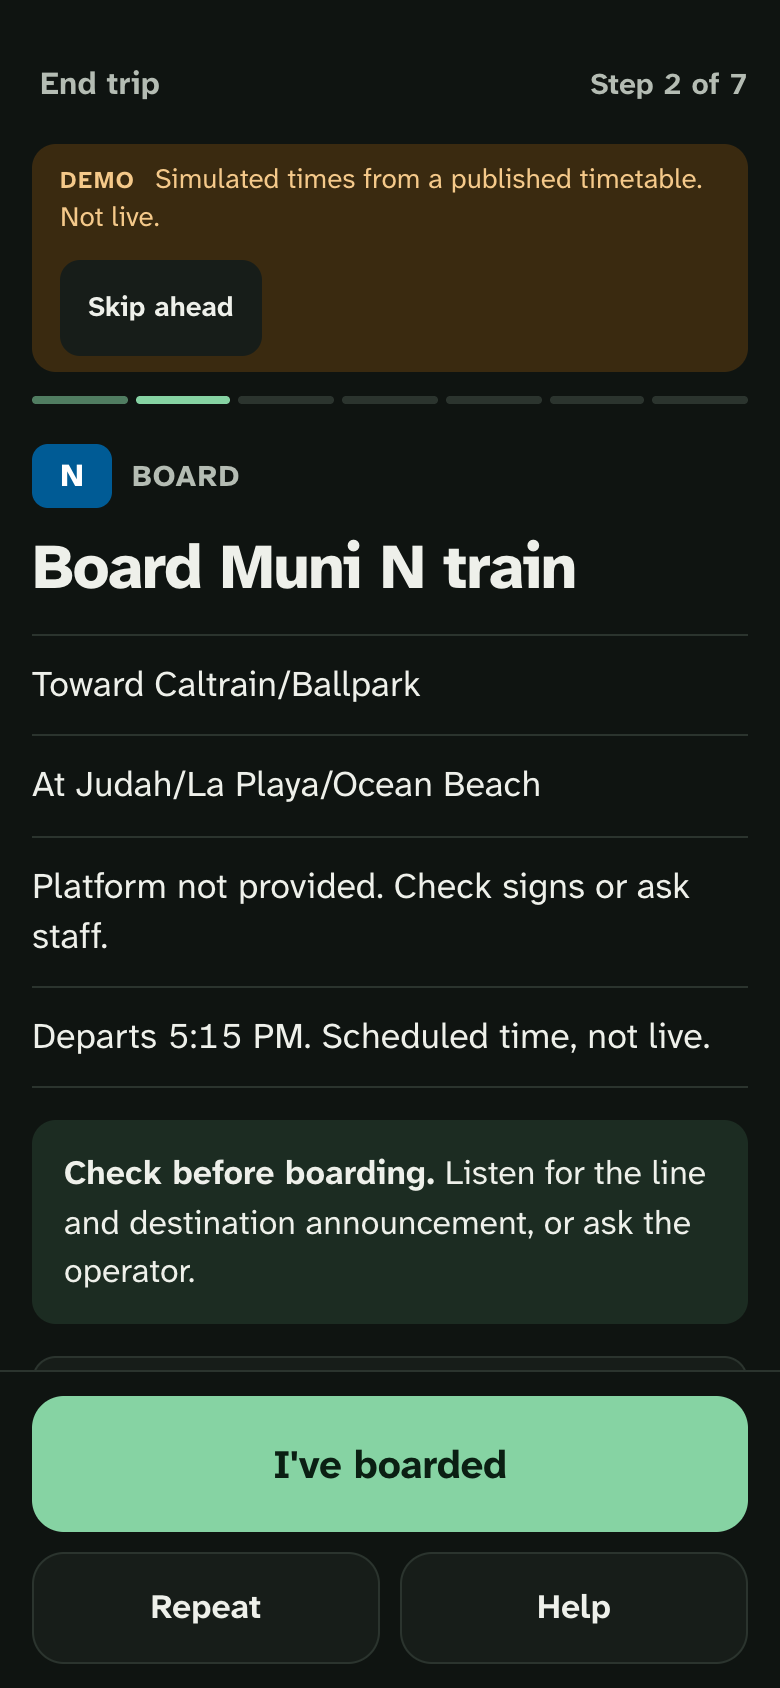 End trip
Step 2 of 7
DEMO Simulated times from a published timetable.
Not live.
Skip ahead
N BOARD
Board Muni N train
Toward Caltrain/Ballpark
At Judah/La Playa/Ocean Beach
Platform not provided. Check signs or ask
staff.
Departs 5:15 PM. Scheduled time, not live.
Check before boarding. Listen for the line
and destination announcement, or ask the
operator.
I've boarded
Repeat
Help